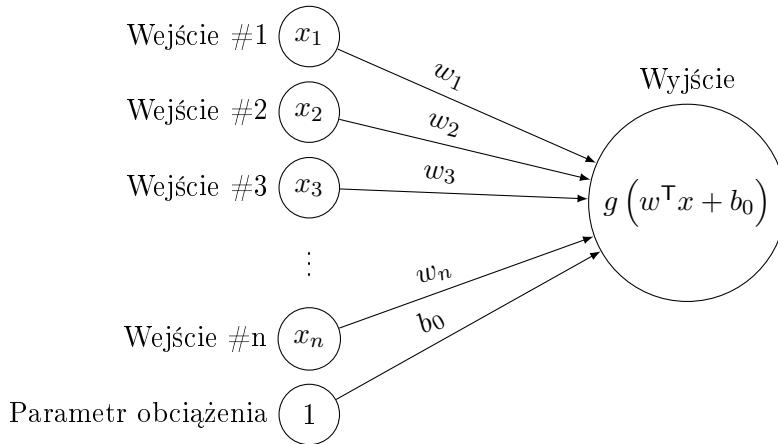 Wejście #1 x₁
w₁
Wyjście
Wejście #2 x₂
w₂
Wejście #3 x₃
w₃
g (wᵀx + b₀)
⋮
wₙ
Wejście #n xₙ
b₀
Parametr obciążenia 1